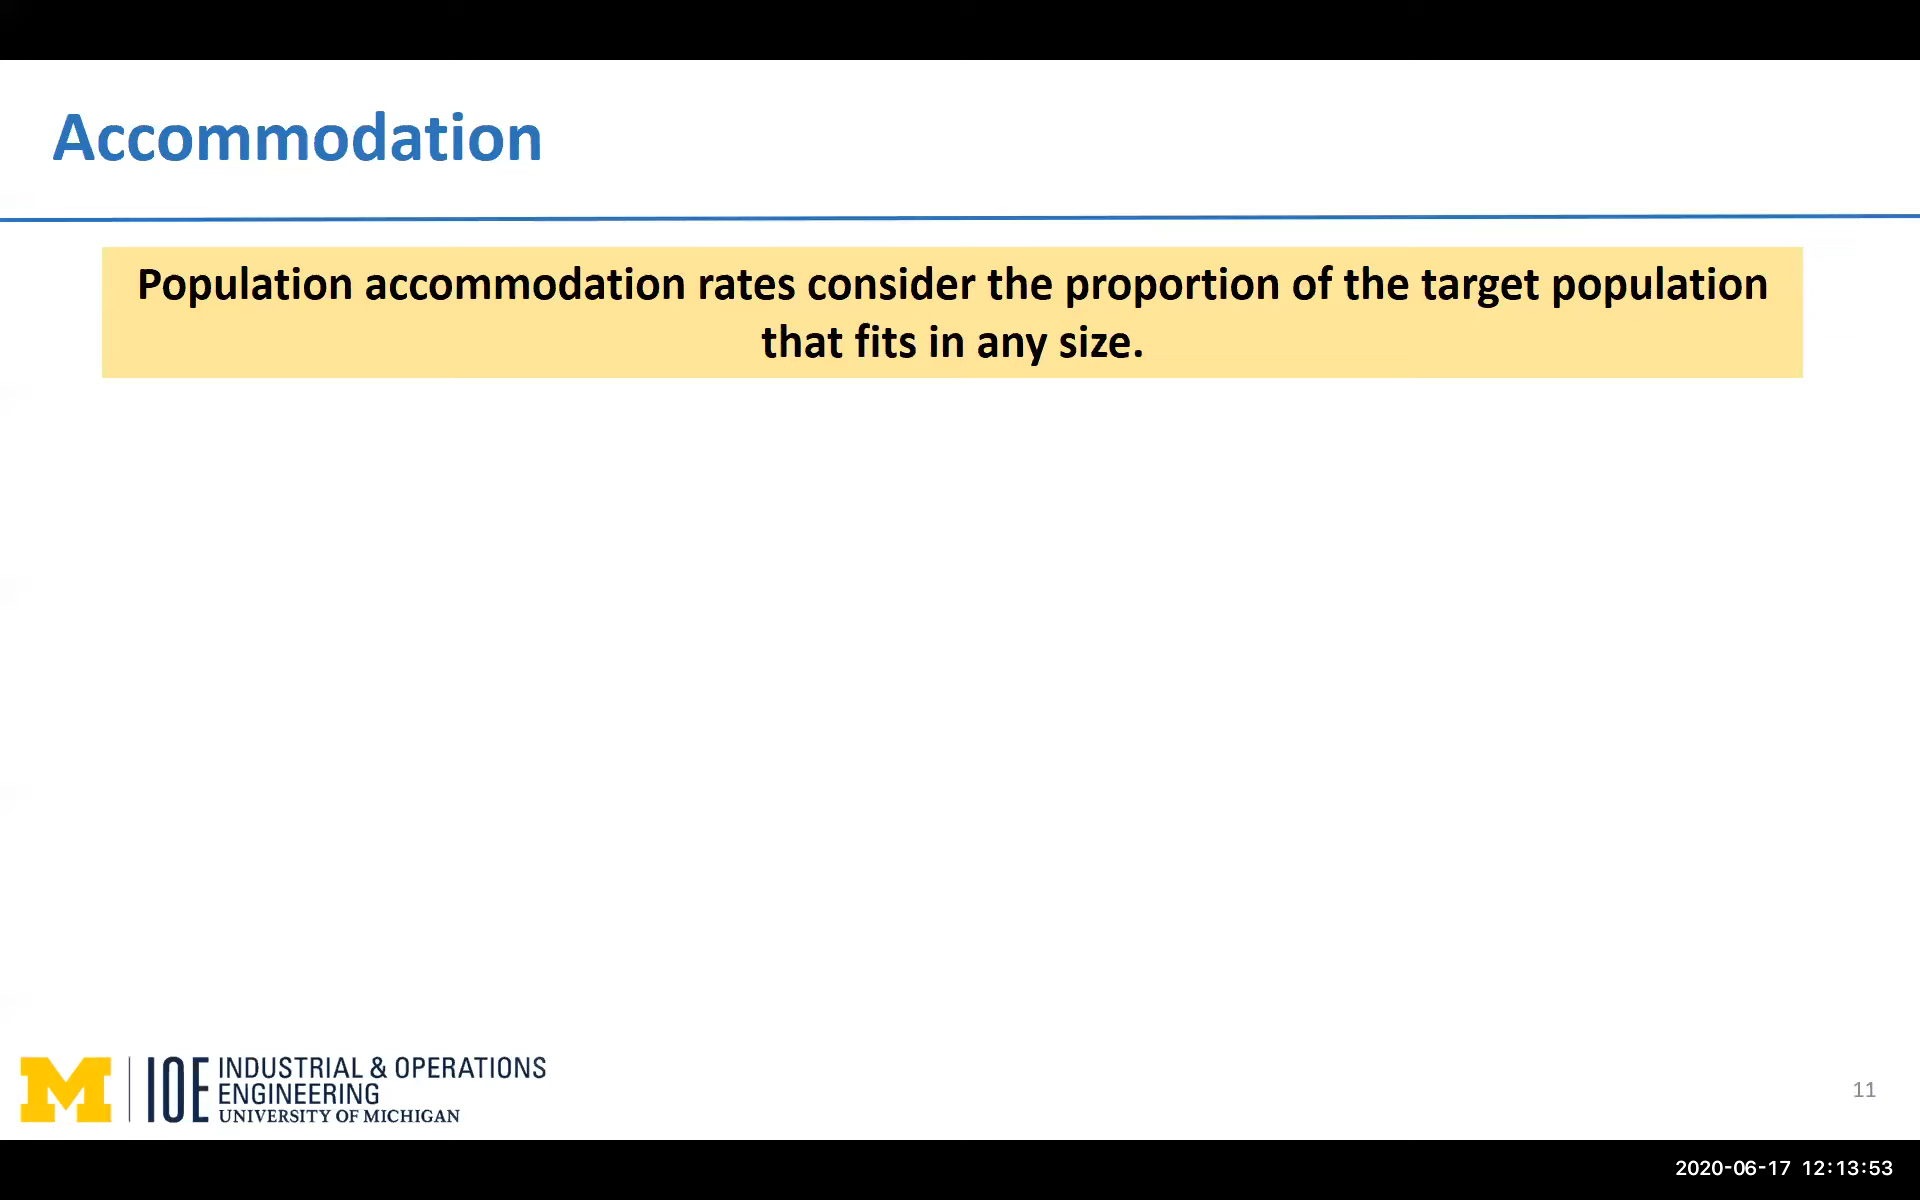 Accommodation
Population accommodation rates consider the proportion of the target population
that fits in any size.
M
IOE
INDUSTRIAL & OPERATIONS
ENGINEERING
UNIVERSITY OF MICHIGAN
11
2020-06-17 12:13:53